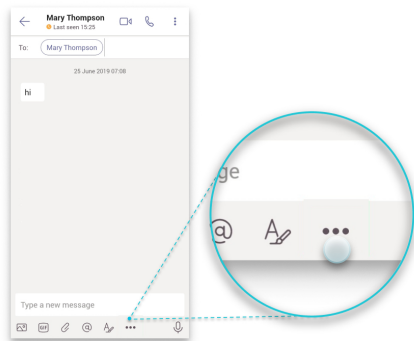 Mary Thompson
Last seen 15:25
To: Mary Thompson
25 June 2019 07:08
hi
Type a new message
GIF @ A
ge
@ A